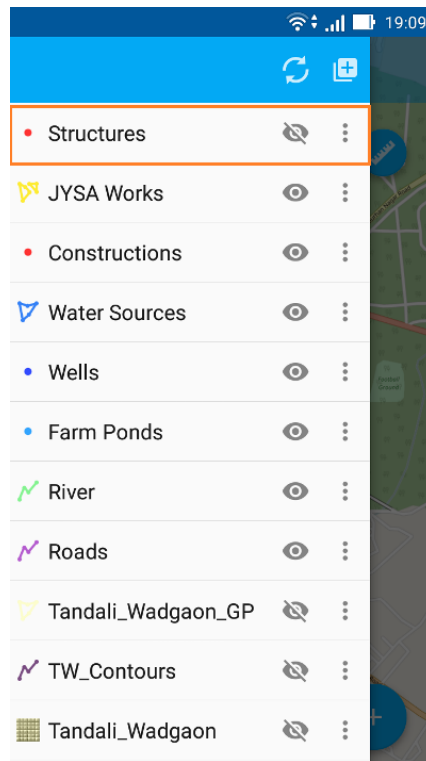 19:09
Structures
JYSA Works
Constructions
Water Sources
Wells
Farm Ponds
River
Roads
Tandali_Wadgaon_GP
TW_Contours
Tandali_Wadgaon